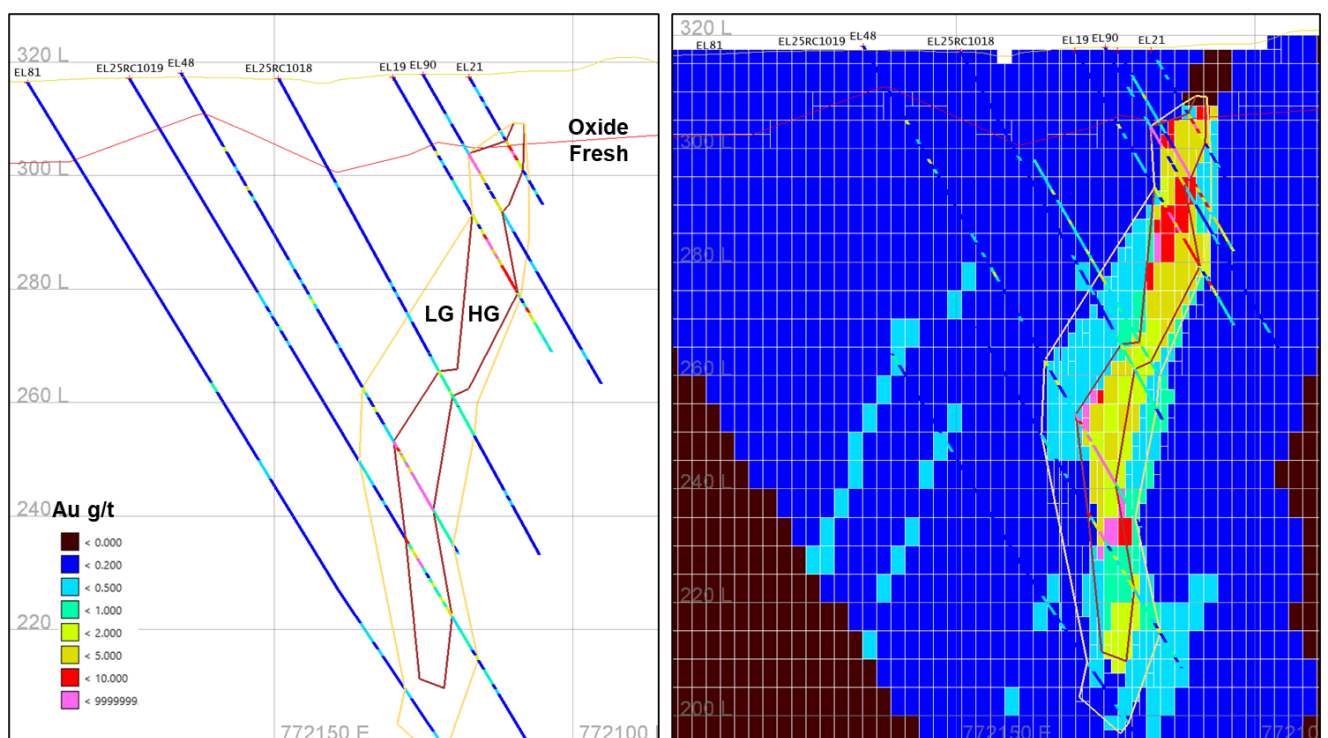 320 L
EL81
EL25RC1019
EL48
EL25RC1018
EL19
EL90
EL21
Oxide
Fresh
300 L
280 L
LG
HG
260 L
240 L
220 L
Au g/t
< 0.000
< 0.200
< 0.500
< 1.000
< 2.000
< 5.000
< 10.000
< 9999999
772150 E
772100
320 L
EL81
EL25RC1019
EL48
EL25RC1018
EL19
EL90
EL21
300 L
280 L
260 L
240 L
220 L
200 L
772150 E
77210